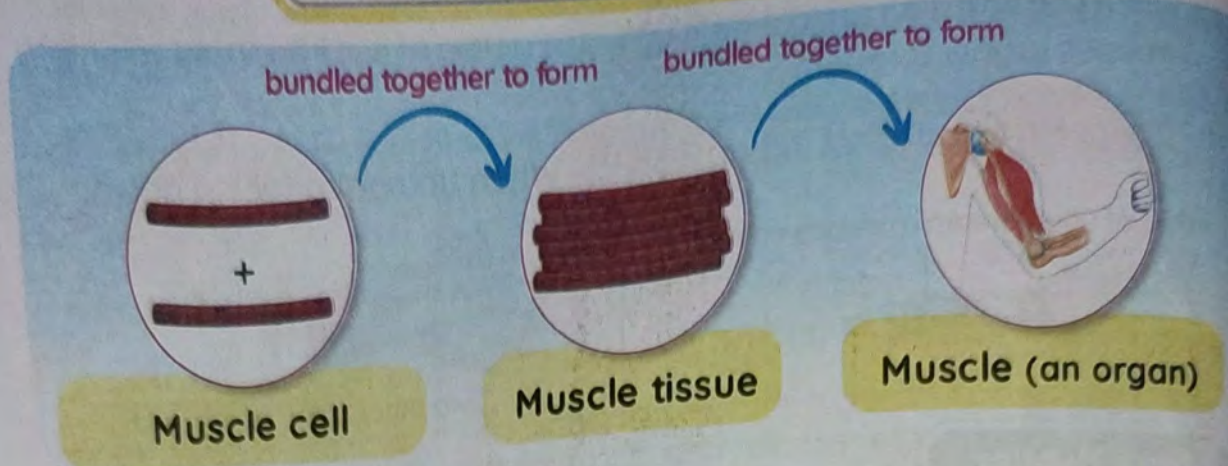 bundled together to form
bundled together to form
+
Muscle cell
Muscle tissue
Muscle (an organ)